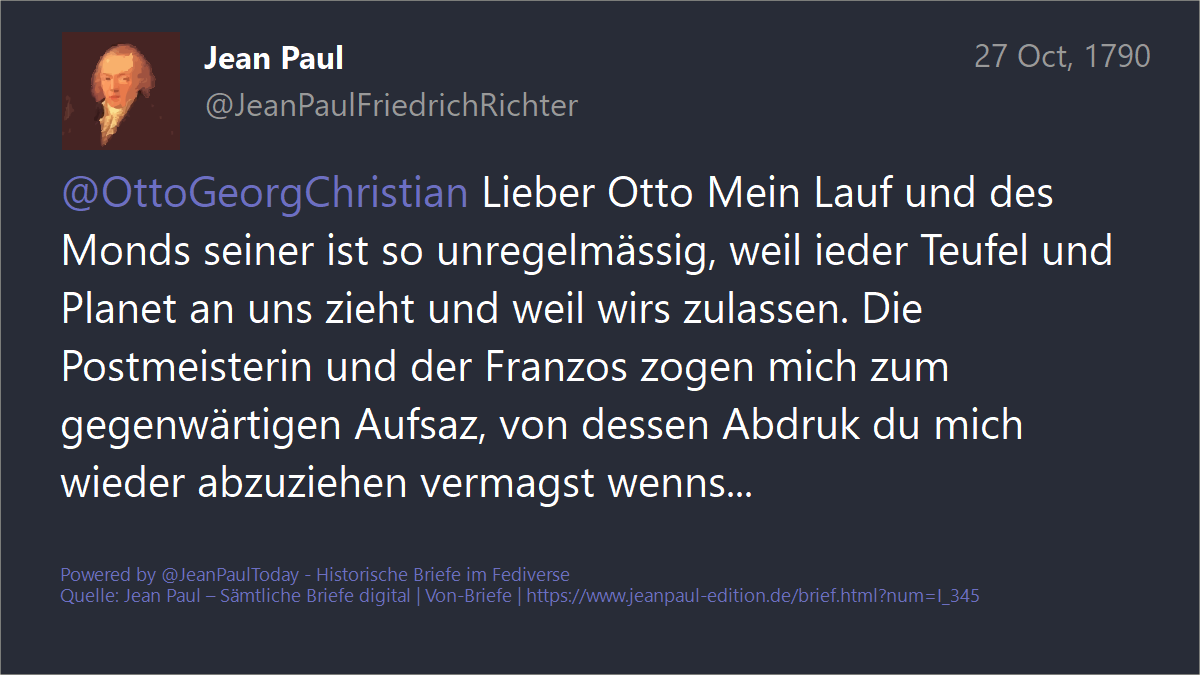 Jean Paul
27 Oct, 1790
@JeanPaulFriedrichRichter
@OttoGeorgChristian Lieber Otto Mein Lauf und des
Monds seiner ist so unregelmässig, weil ieder Teufel und
Planet an uns zieht und weil wirs zulassen. Die
Postmeisterin und der Franzos zogen mich zum
gegenwärtigen Aufsaz, von dessen Abdruk du mich
wieder abzuziehen vermagst wenns...
Powered by @JeanPaulToday - Historische Briefe im Fediverse
Quelle: Jean Paul – Sämtliche Briefe digital | Von-Briefe | https://www.jeanpaul-edition.de/brief.html?num=I_345